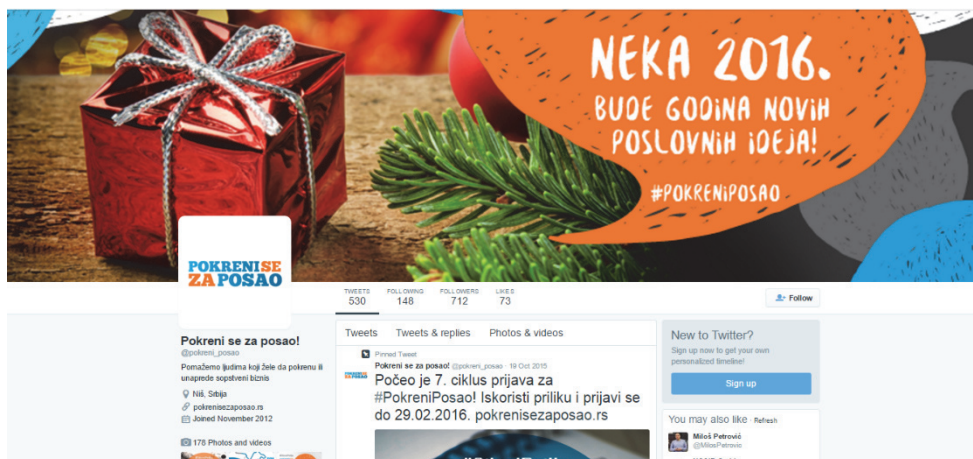 NEKA 2016.
BUDE GODiNA NOViH
POSLOVNiH iDEJA!
#POKRENiPOSAO
POKRENISE
ZAPOSAO
TWEETS
530
FOLLOWING
148
FOLLOWERS
712
LIKES
73
Follow
Pokreni se za posao!
@pokreni_posao
Pomažemo ljudima koji žele da pokrenu ili
unaprede sopstveni biznis
Niš, Srbija
pokrenisezaposao.rs
Joined November 2012
178 Photos and videos
Tweets Tweets & replies Photos & videos
Pinned Tweet
Pokreni se za posao! @pokreni_posao · 19 Oct 2015
Počeo je 7. ciklus prijava za
#PokreniPosao! Iskoristi priliku i prijavi se
do 29.02.2016. pokrenisezaposao.rs
New to Twitter?
Sign up now to get your own
personalized timeline!
Sign up
You may also like · Refresh
Miloš Petrović
@MilosPetrovic